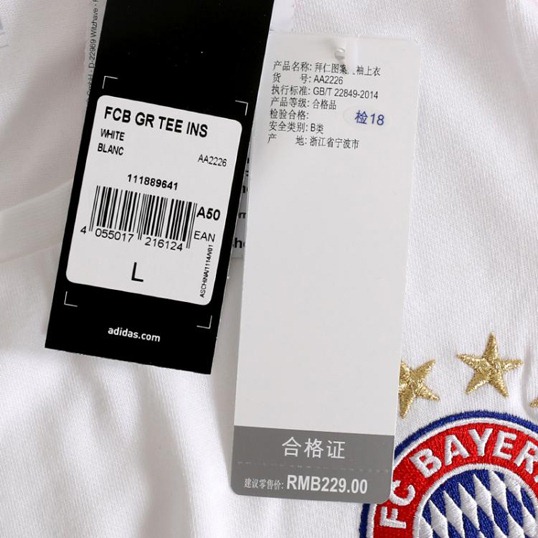 D-22909 Witzhave
FCB GR TEE INS
WHITE
BLANC
AA2226
111889641
A50
4 055017 216124 EAN
L
adidas.com
产品名称: 拜仁图案 袖上衣
货 号: AA2226
执行标准: GB/T 22849-2014
产品等级: 合格品
检验合格:
检18
安全类别: B类
产 地: 浙江省宁波市
合格证
建议零售价: RMB229.00
FC BAYER